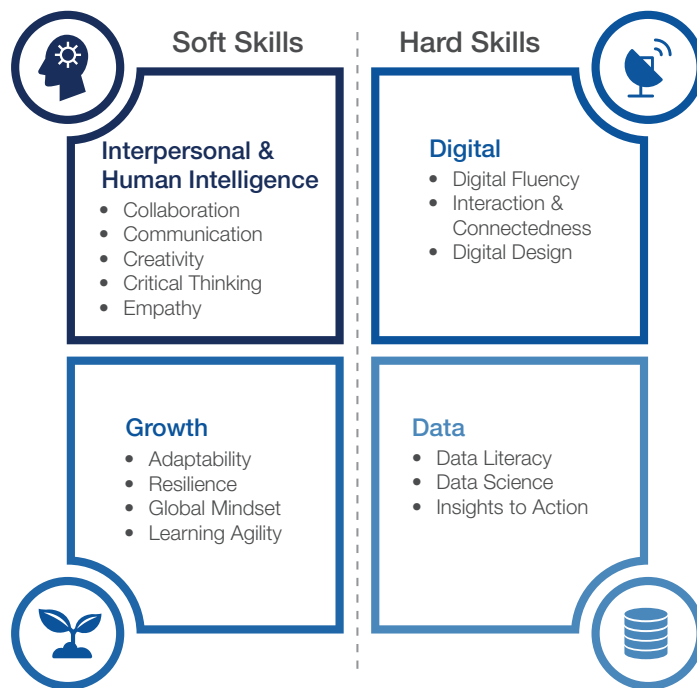 Soft Skills
Hard Skills
Interpersonal &
Human Intelligence
• Collaboration
• Communication
• Creativity
• Critical Thinking
• Empathy
Digital
• Digital Fluency
• Interaction &
Connectedness
• Digital Design
Growth
• Adaptability
• Resilience
• Global Mindset
• Learning Agility
Data
• Data Literacy
• Data Science
• Insights to Action